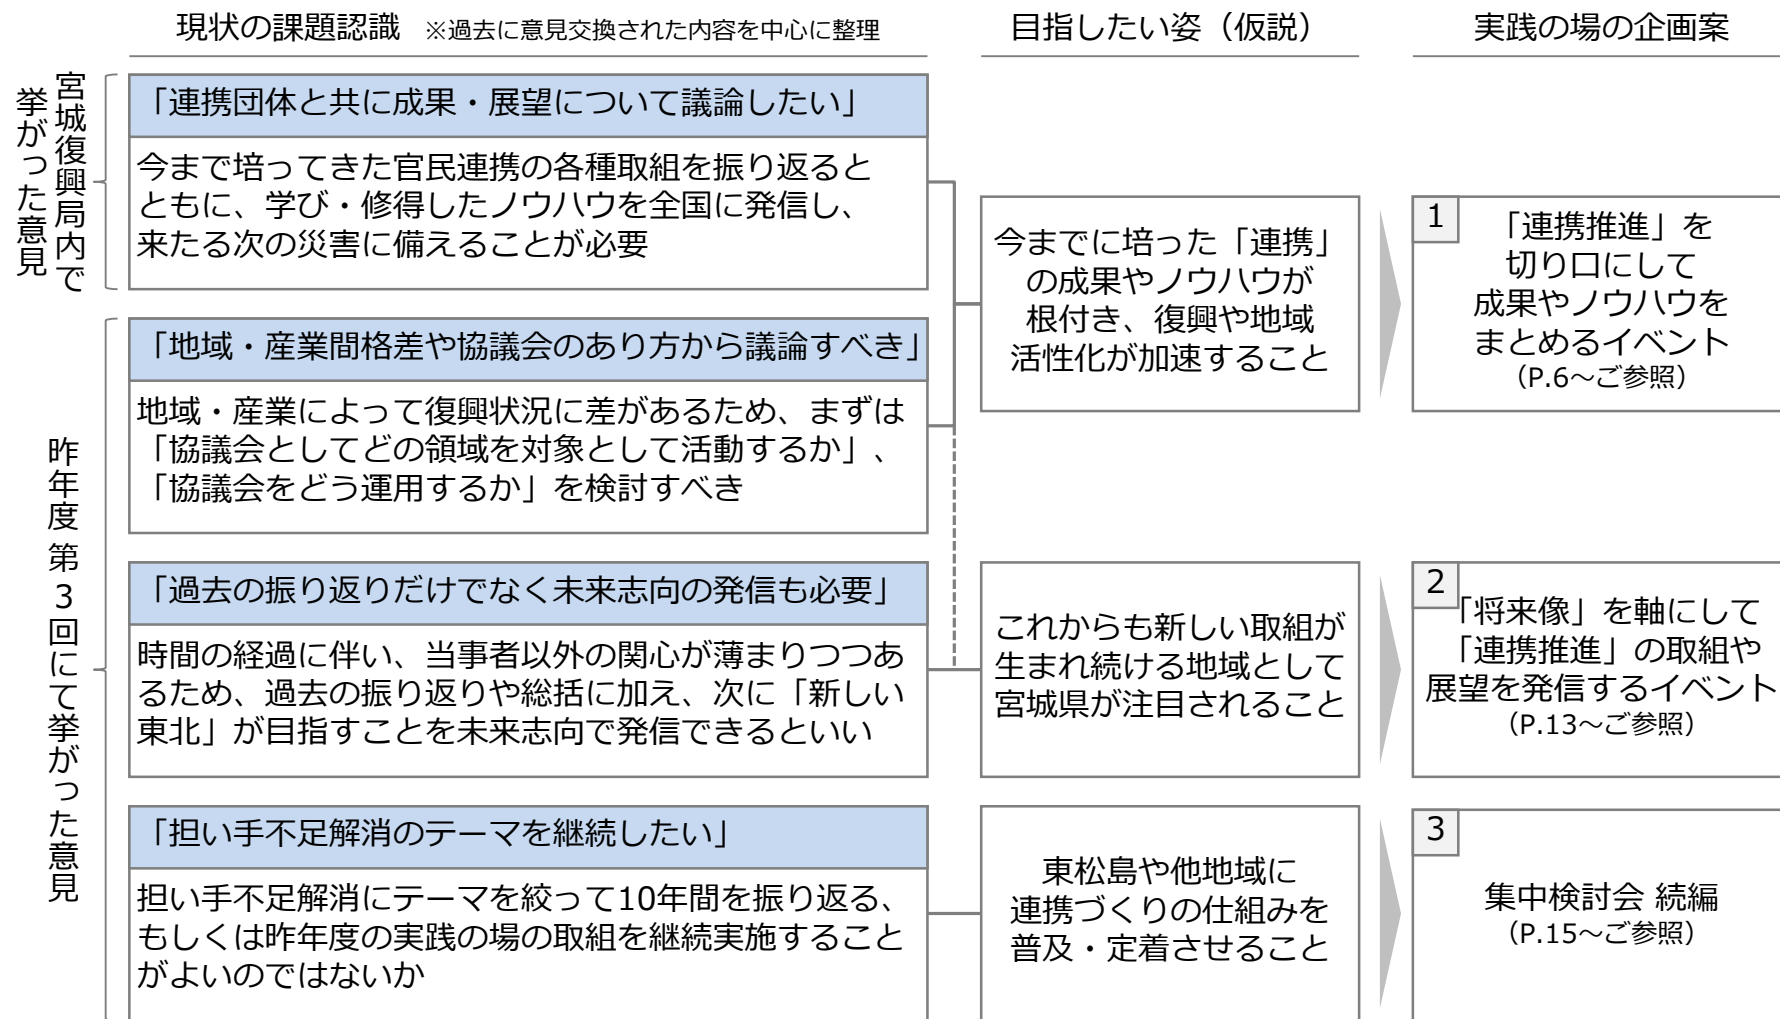 現状の課題認識 ※過去に意見交換された内容を中心に整理
目指したい姿（仮説）
実践の場の企画案
宮城復興局内で
挙がった意見
「連携団体と共に成果・展望について議論したい」
今まで培ってきた官民連携の各種取組を振り返ると
ともに、学び・修得したノウハウを全国に発信し、
来たる次の災害に備えることが必要
昨年度 第3回にて挙がった意見
「地域・産業間格差や協議会のあり方から議論すべき」
地域・産業によって復興状況に差があるため、まずは
「協議会としてどの領域を対象として活動するか」、
「協議会をどう運用するか」を検討すべき
「過去の振り返りだけでなく未来志向の発信も必要」
時間の経過に伴い、当事者以外の関心が薄まりつつあ
るため、過去の振り返りや総括に加え、次に「新しい
東北」が目指すことを未来志向で発信できるといい
「担い手不足解消のテーマを継続したい」
担い手不足解消にテーマを絞って10年間を振り返る、
もしくは昨年度の実践の場の取組を継続実施すること
がよいのではないか
今までに培った「連携」
の成果やノウハウが
根付き、復興や地域
活性化が加速すること
これからも新しい取組が
生まれ続ける地域として
宮城県が注目されること
東松島や他地域に
連携づくりの仕組みを
普及・定着させること
1
「連携推進」を
切り口にして
成果やノウハウを
まとめるイベント
（P.6～ご参照）
2
「将来像」を軸にして
「連携推進」の取組や
展望を発信するイベント
（P.13～ご参照）
3
集中検討会 続編
（P.15～ご参照）